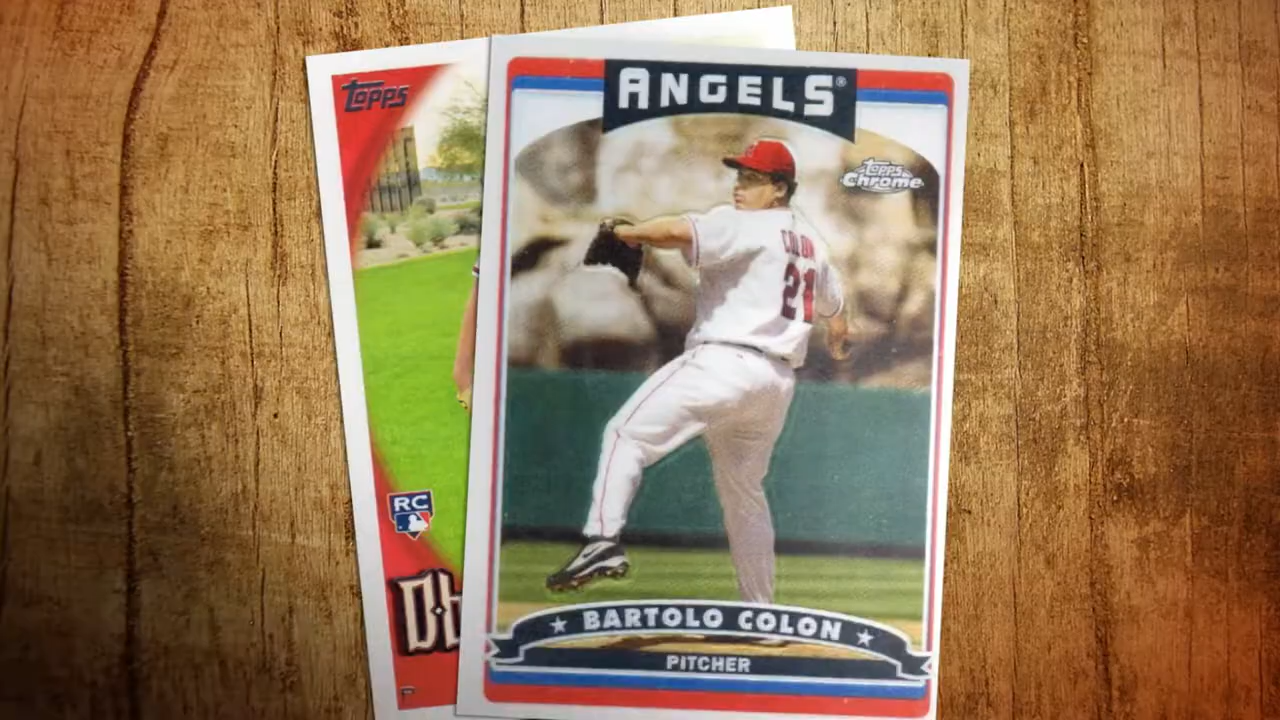 ANGELS®
topps
topps
Chrome
COLON
21
RC
BARTOLO COLON
PITCHER